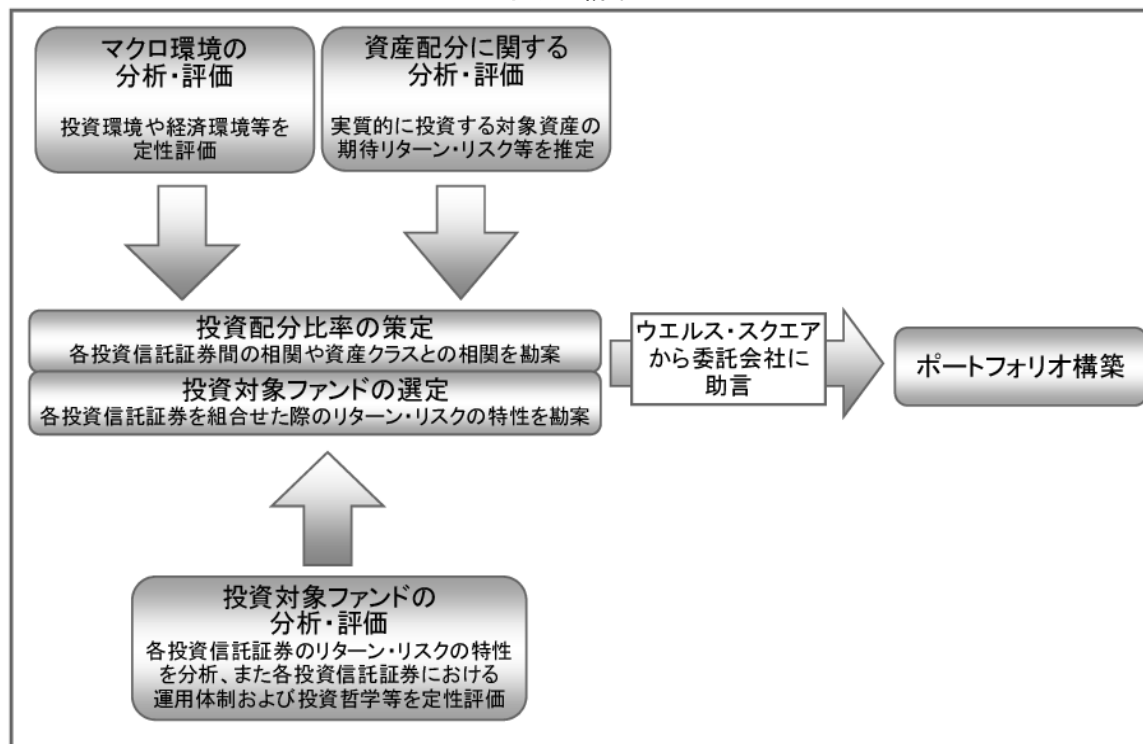 マクロ環境の
分析・評価
投資環境や経済環境等を
定性評価
資産配分に関する
分析・評価
実質的に投資する対象資産の
期待リターン・リスク等を推定
投資配分比率の策定
各投資信託証券間の相関や資産クラスとの相関を勘案
投資対象ファンドの選定
各投資信託証券を組合せた際のリターン・リスクの特性を勘案
ウエルス・スクエア
から委託会社に
助言
ポートフォリオ構築
投資対象ファンドの
分析・評価
各投資信託証券のリターン・リスクの特性
を分析、また各投資信託証券における
運用体制および投資哲学等を定性評価